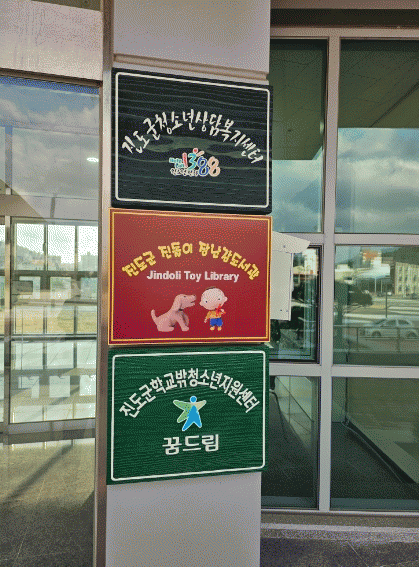 진도군청소년상담복지센터
1388
진도군 진돌이 장난감도서관
Jindoli Toy Library
진도군학교밖청소년지원센터
꿈드림